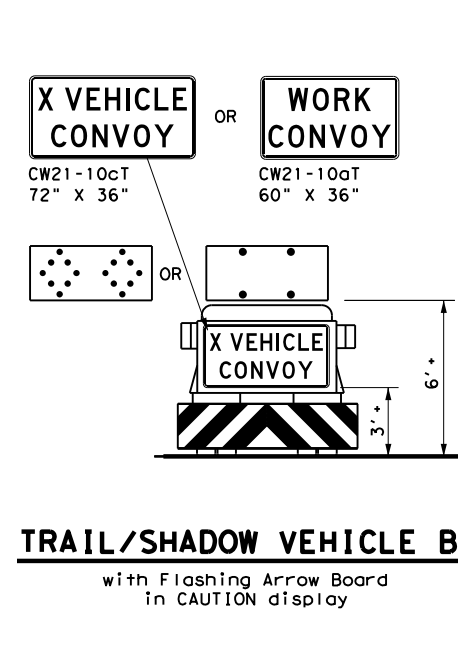 X VEHICLE
CONVOY
OR
WORK
CONVOY
CW21-10cT
72" X 36"
CW21-10aT
60" X 36"
OR
X VEHICLE
CONVOY
6' +
3' +
TRAIL/SHADOW VEHICLE B
with Flashing Arrow Board
in CAUTION display